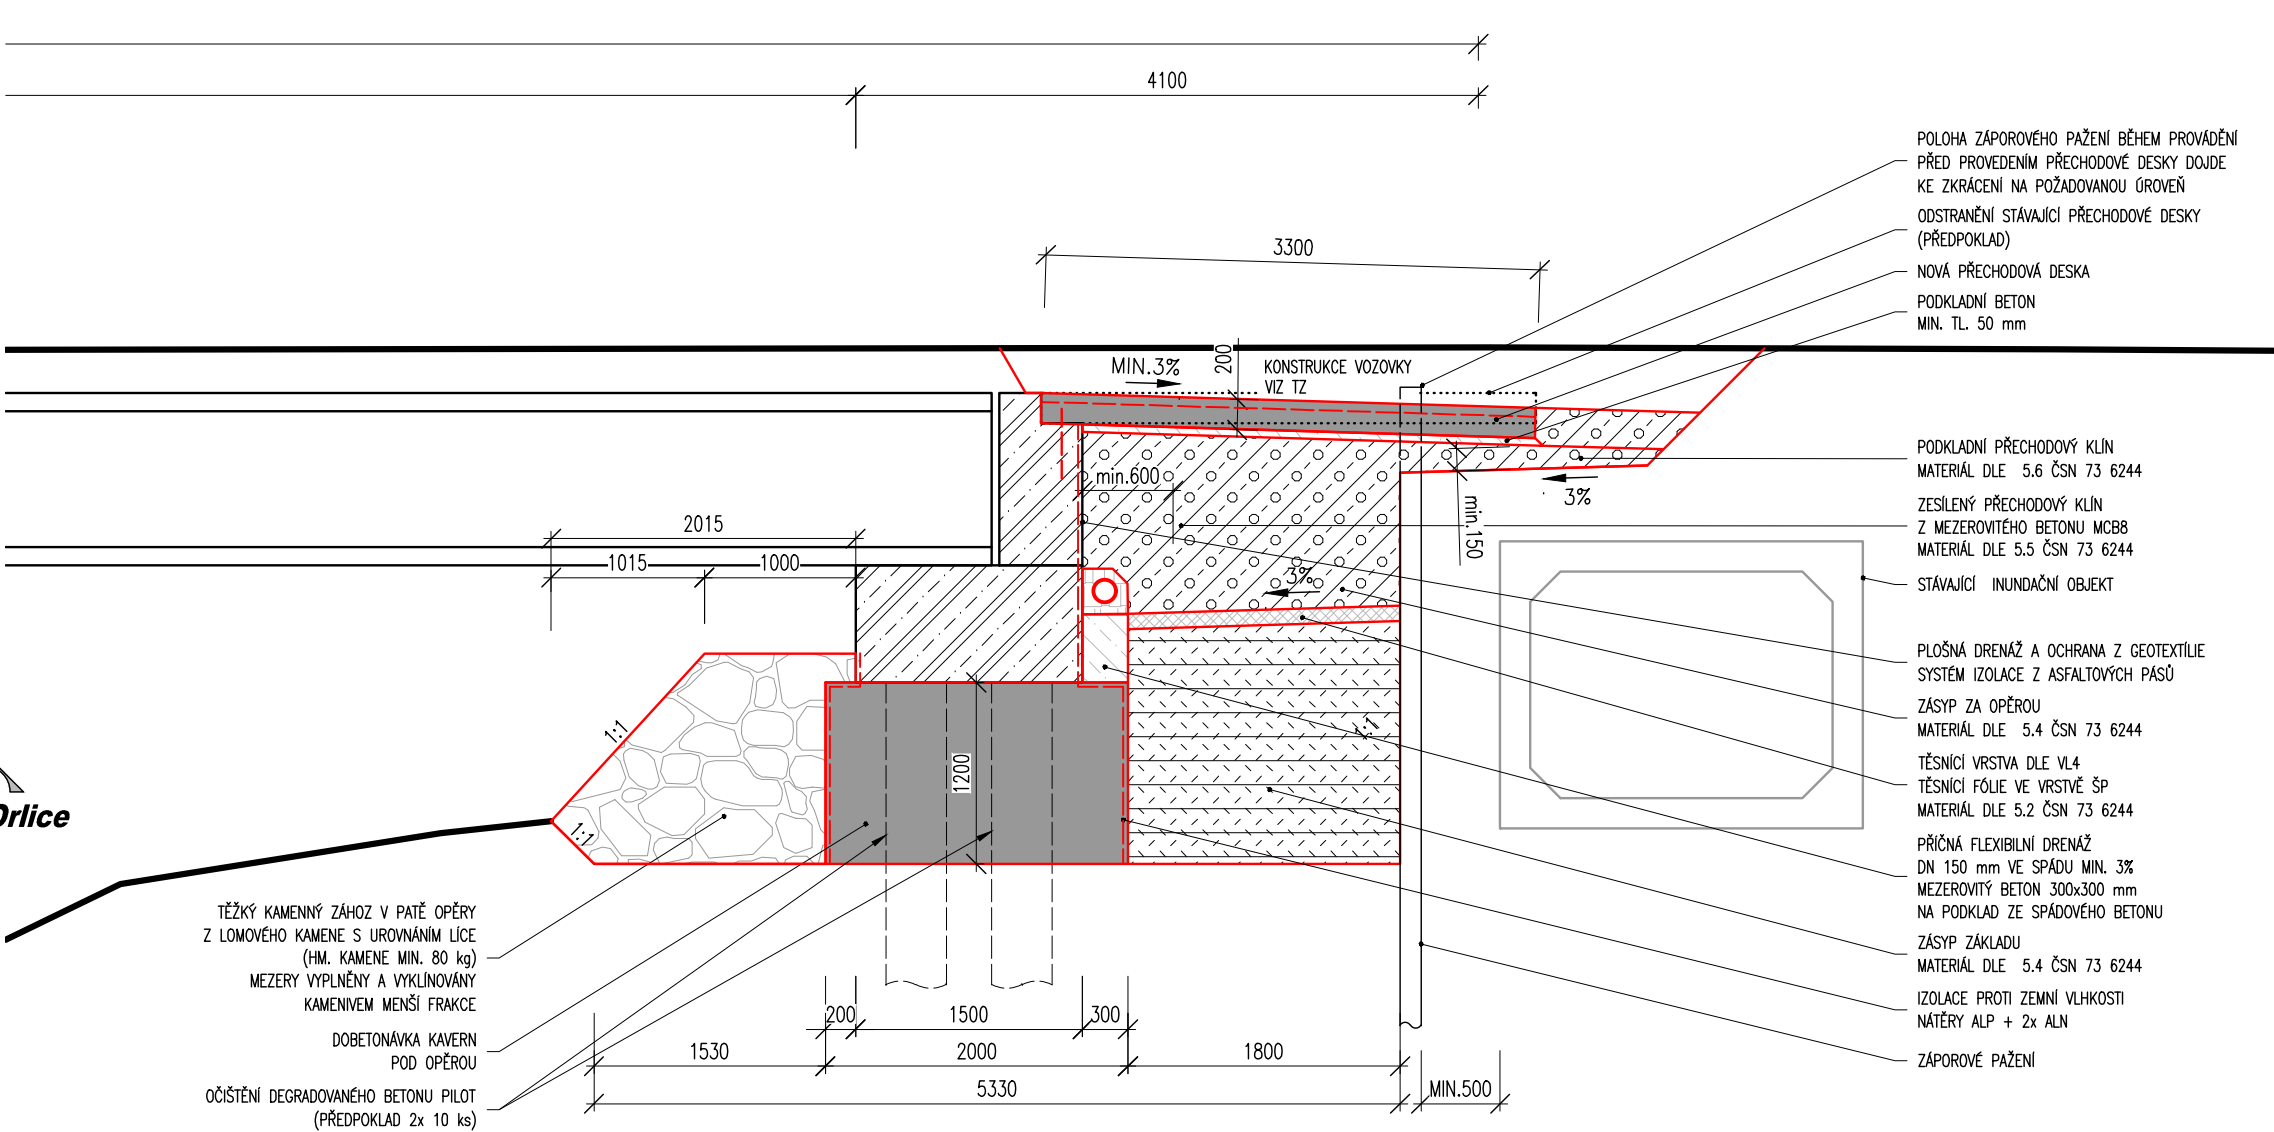 4100
3300
POLOHA ZÁPOROVÉHO PAŽENÍ BĚHEM PROVÁDĚNÍ
PŘED PROVEDENÍM PŘECHODOVÉ DESKY DOJDE
KE ZKRÁCENÍ NA POŽADOVANOU ÚROVEŇ
ODSTRANĚNÍ STÁVAJÍCÍ PŘECHODOVÉ DESKY
(PŘEDPOKLAD)
NOVÁ PŘECHODOVÁ DESKA
PODKLADNÍ BETON
MIN. TL. 50 mm
MIN.3%
200
KONSTRUKCE VOZOVKY
VIZ TZ
PODKLADNÍ PŘECHODOVÝ KLÍN
MATERIÁL DLE 5.6 ČSN 73 6244
min.600
3%
min.150
ZESÍLENÝ PŘECHODOVÝ KLÍN
Z MEZEROVITÉHO BETONU MCB8
MATERIÁL DLE 5.5 ČSN 73 6244
2015
1015
1000
3%
STÁVAJÍCÍ INUNDAČNÍ OBJEKT
PLOŠNÁ DRENÁŽ A OCHRANA Z GEOTEXTÍLIE
SYSTÉM IZOLACE Z ASFALTOVÝCH PÁSŮ
ZÁSYP ZA OPĚROU
MATERIÁL DLE 5.4 ČSN 73 6244
1:1
1:1
1200
TĚSNÍCÍ VRSTVA DLE VL4
TĚSNÍCÍ FÓLIE VE VRSTVĚ ŠP
MATERIÁL DLE 5.2 ČSN 73 6244
Orlice
1:1
PŘÍČNÁ FLEXIBILNÍ DRENÁŽ
DN 150 mm VE SPÁDU MIN. 3%
MEZEROVITÝ BETON 300x300 mm
NA PODKLAD ZE SPÁDOVÉHO BETONU
TĚŽKÝ KAMENNÝ ZÁHOZ V PATĚ OPĚRY
Z LOMOVÉHO KAMENE S UROVNÁNÍM LÍCE
(HM. KAMENE MIN. 80 kg)
MEZERY VYPLNĚNY A VYKLÍNOVÁNY
KAMENIVEM MENŠÍ FRAKCE
ZÁSYP ZÁKLADU
MATERIÁL DLE 5.4 ČSN 73 6244
IZOLACE PROTI ZEMNÍ VLHKOSTI
NÁTĚRY ALP + 2x ALN
200
1500
300
DOBETONÁVKA KAVERN
POD OPĚROU
1530
2000
1800
ZÁPOROVÉ PAŽENÍ
5330
MIN.500
OČIŠTĚNÍ DEGRADOVANÉHO BETONU PILOT
(PŘEDPOKLAD 2x 10 ks)